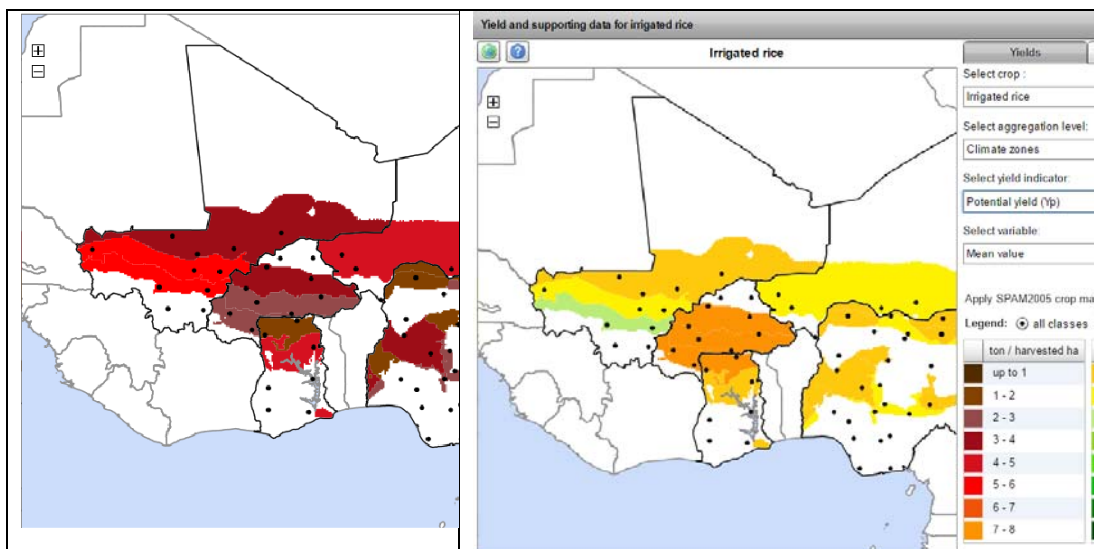 Yield and supporting data for irrigated rice
Irrigated rice
Yields
Select crop :
Irrigated rice
Select aggregation level:
Climate zones
Select yield indicator:
Potential yield (Yp)
Select variable:
Mean value
Apply SPAM2005 crop ma
Legend: all classes
ton / harvested ha
up to 1
1 - 2
2 - 3
3 - 4
4 - 5
5 - 6
6 - 7
7 - 8